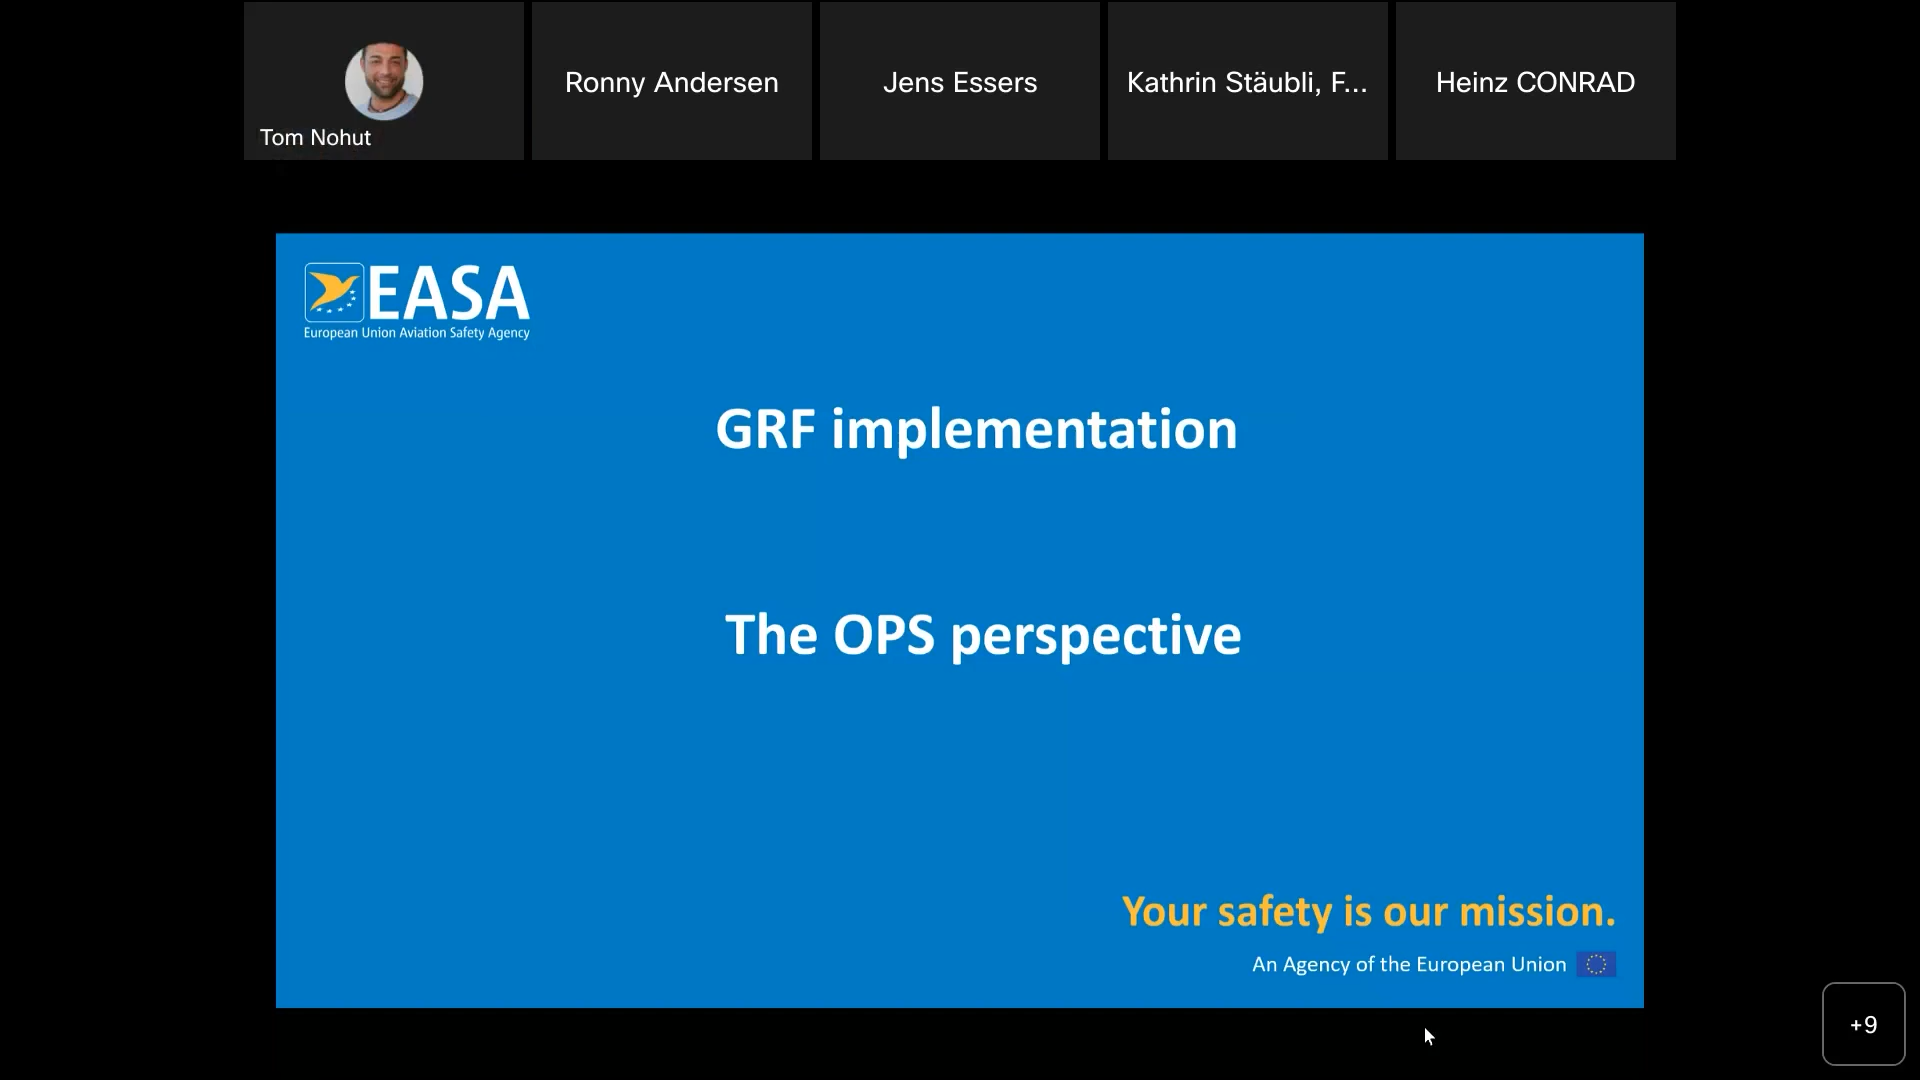 Tom Nohut
Ronny Andersen
Jens Essers
Kathrin Stäubli, F...
Heinz CONRAD
EASA
European Union Aviation Safety Agency
GRF implementation
The OPS perspective
Your safety is our mission.
An Agency of the European Union
+9